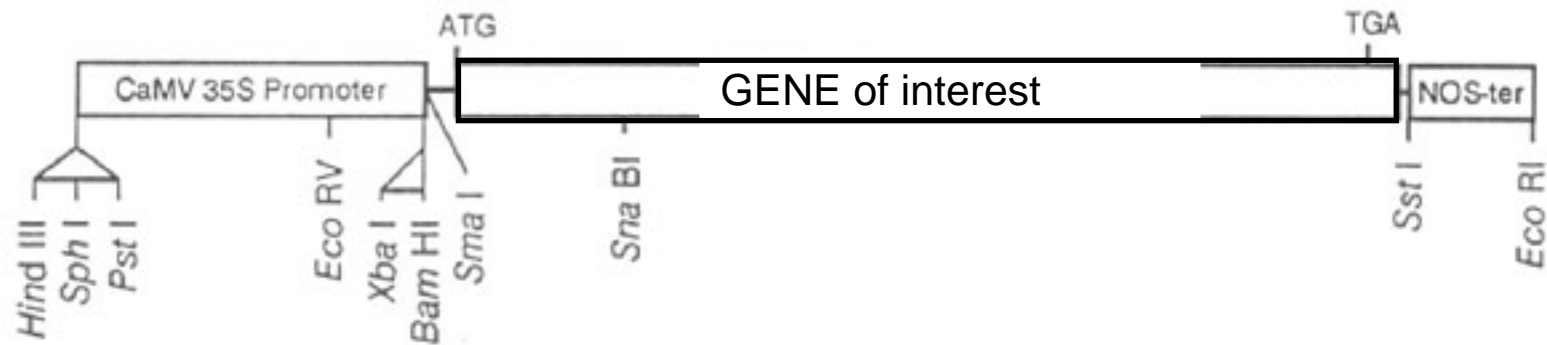 ATG
TGA
CaMV 35S Promoter
GENE of interest
NOS-ter
Hind III
Sph I
Pst I
Eco RV
Xba I
Bam HI
Sma I
Sna BI
Sst I
Eco RI